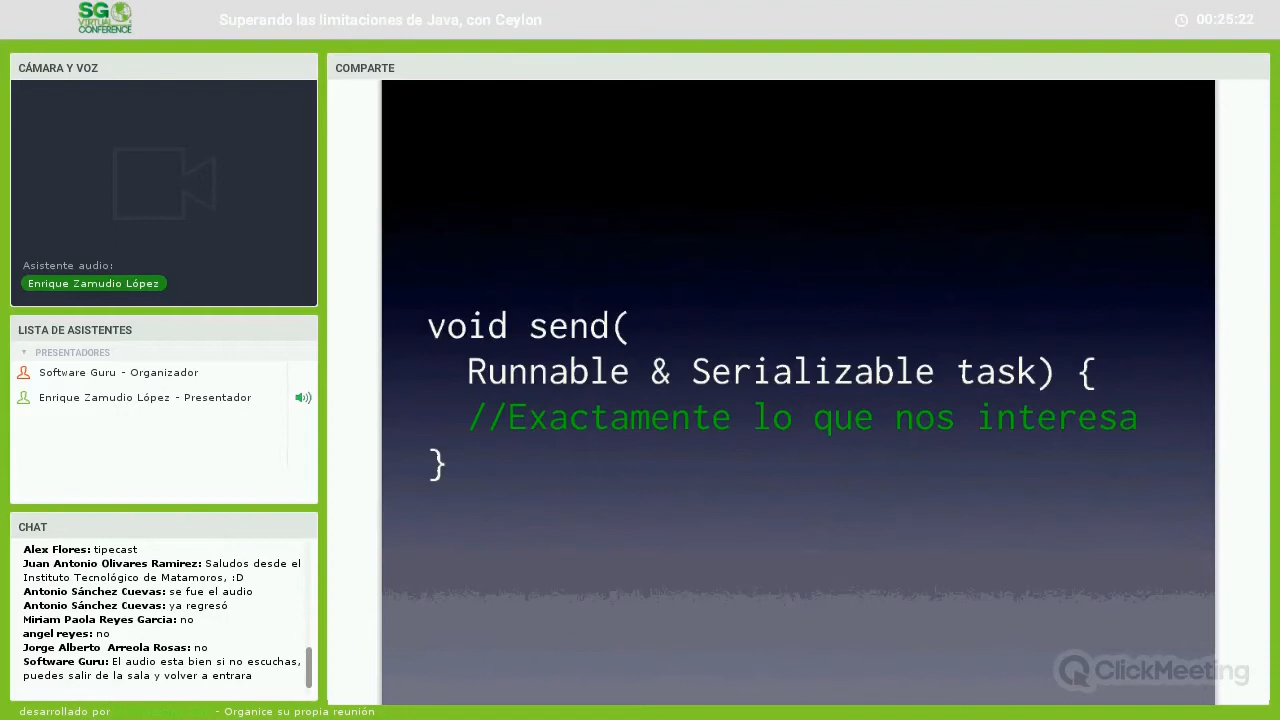 SG
VIRTUAL
CONFERENCE
Superando las limitaciones de Java, con Ceylon
00:25:22
CÁMARA Y VOZ
Asistente audio:
Enrique Zamudio López
LISTA DE ASISTENTES
PRESENTADORES
Software Guru - Organizador
Enrique Zamudio López - Presentador
CHAT
Alex Flores: tipecast
Juan Antonio Olivares Ramirez: Saludos desde el
Instituto Tecnológico de Matamoros, :D
Antonio Sánchez Cuevas: se fue el audio
Antonio Sánchez Cuevas: ya regresó
Miriam Paola Reyes Garcia: no
angel reyes: no
Jorge Alberto Arreola Rosas: no
Software Guru: El audio esta bien si no escuchas,
puedes salir de la sala y volver a entrara
COMPARTE
void send(
Runnable & Serializable task) {
//Exactamente lo que nos interesa
}
ClickMeeting
desarrollado por - Organice su propia reunión